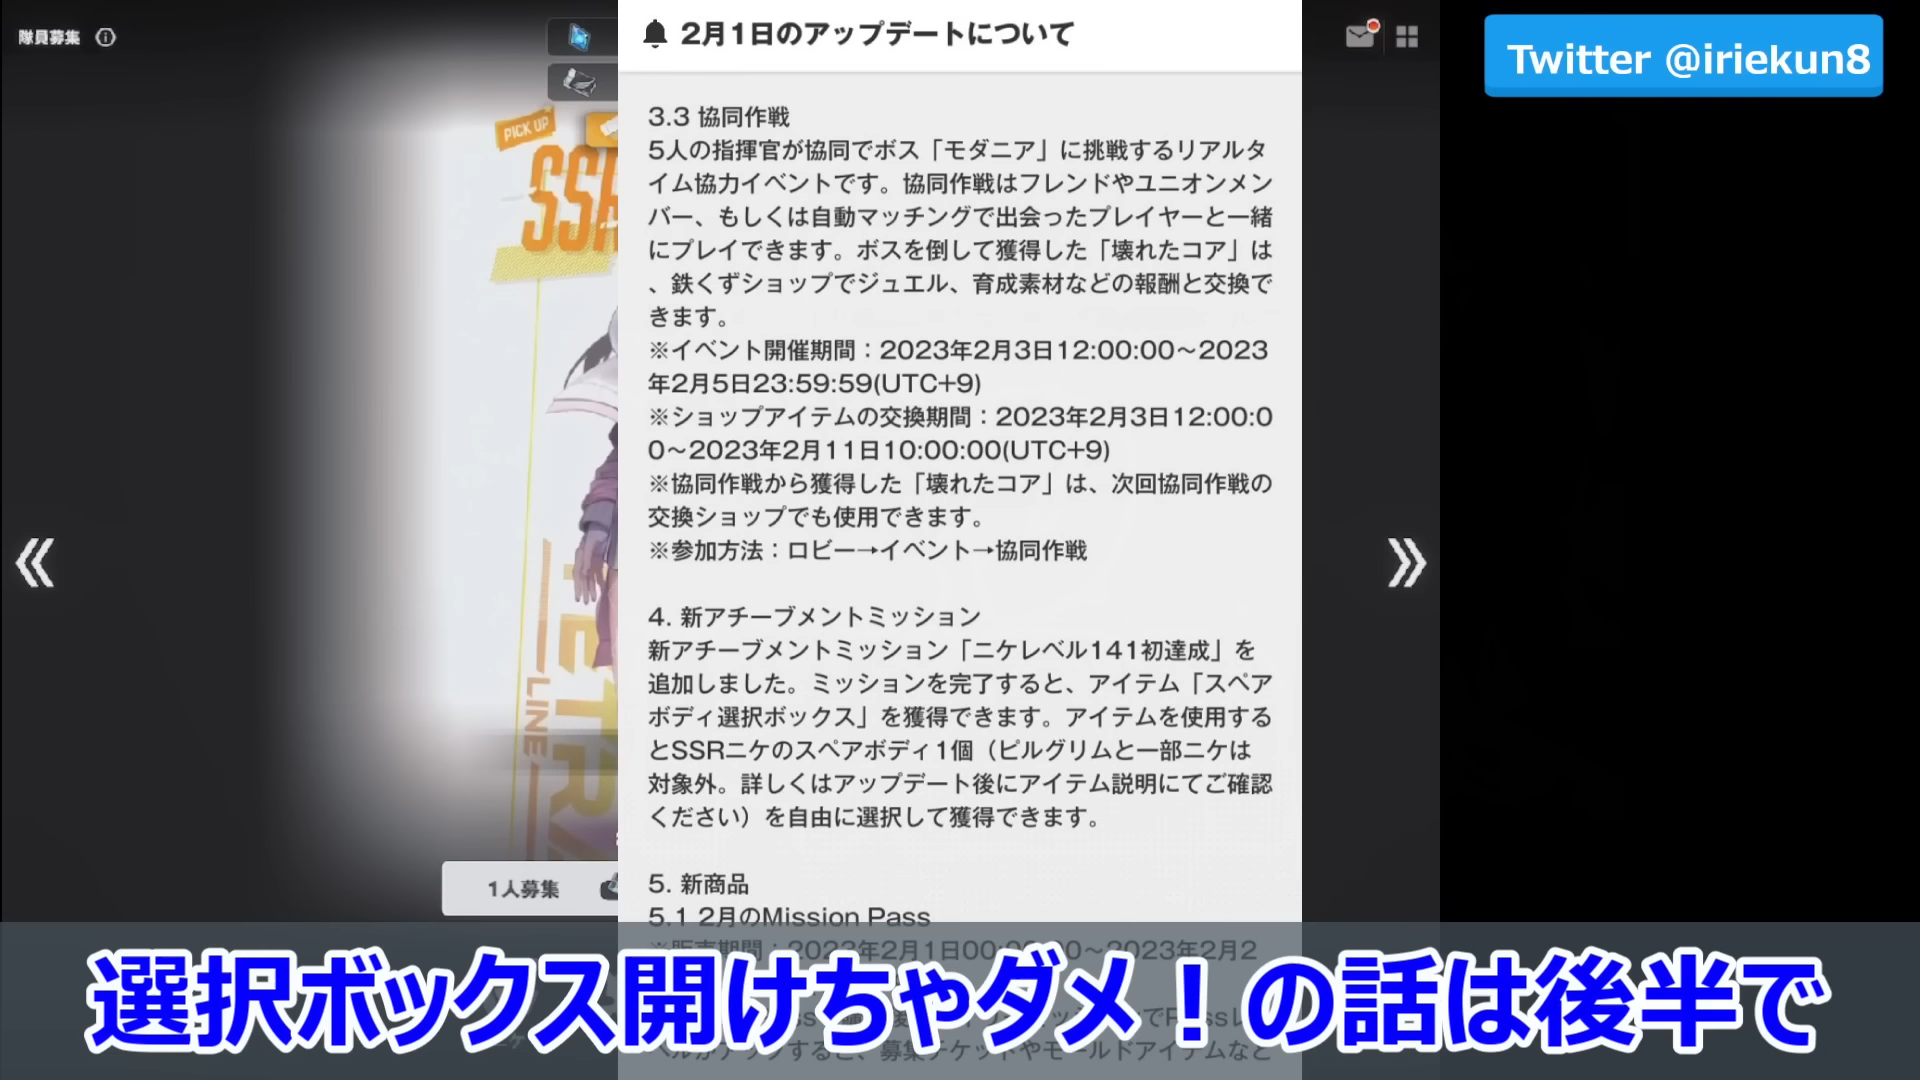 隊員募集
2月1日のアップデートについて
Twitter @iriekun8
PICK UP
SSR
3.3 協同作戦
5人の指揮官が協同でボス「モダニア」に挑戦するリアルタ
イム協力イベントです。協同作戦はフレンドやユニオンメン
バー、もしくは自動マッチングで出会ったプレイヤーと一緒
にプレイできます。ボスを倒して獲得した「壊れたコア」は
、鉄くずショップでジュエル、育成素材などの報酬と交換で
きます。
※イベント開催期間：2023年2月3日12:00:00～2023
年2月5日23:59:59(UTC+9)
※ショップアイテムの交換期間：2023年2月3日12:00:0
0～2023年2月11日10:00:00(UTC+9)
※協同作戦から獲得した「壊れたコア」は、次回協同作戦の
交換ショップでも使用できます。
※参加方法：ロビー→イベント→協同作戦
4. 新アチーブメントミッション
新アチーブメントミッション「ニケレベル141初達成」を
追加しました。ミッションを完了すると、アイテム「スペア
ボディ選択ボックス」を獲得できます。アイテムを使用する
とSSRニケのスペアボディ1個（ピルグリムと一部ニケは
対象外。詳しくはアップデート後にアイテム説明にてご確認
ください）を自由に選択して獲得できます。
LINE
1人募集
5. 新商品
5.1 2月のMission Pass
選択ボックス開けちゃダメ！の話は後半で